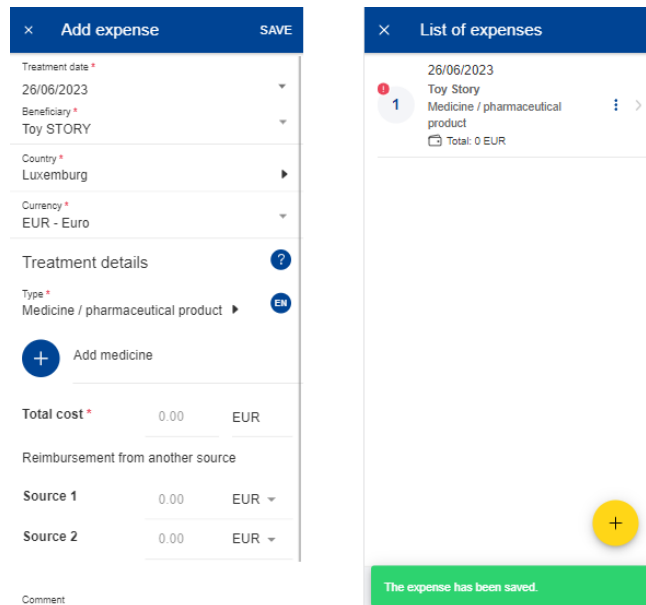 × Add expense SAVE
Treatment date *
26/06/2023
Beneficiary *
Toy STORY
Country *
Luxemburg
Currency *
EUR - Euro
Treatment details ?
Type *
Medicine / pharmaceutical product EN
+ Add medicine
Total cost * 0.00 EUR
Reimbursement from another source
Source 1 0.00 EUR
Source 2 0.00 EUR
Comment
× List of expenses
26/06/2023
! 1 Toy Story
Medicine / pharmaceutical
product
Total: 0 EUR
+
The expense has been saved.